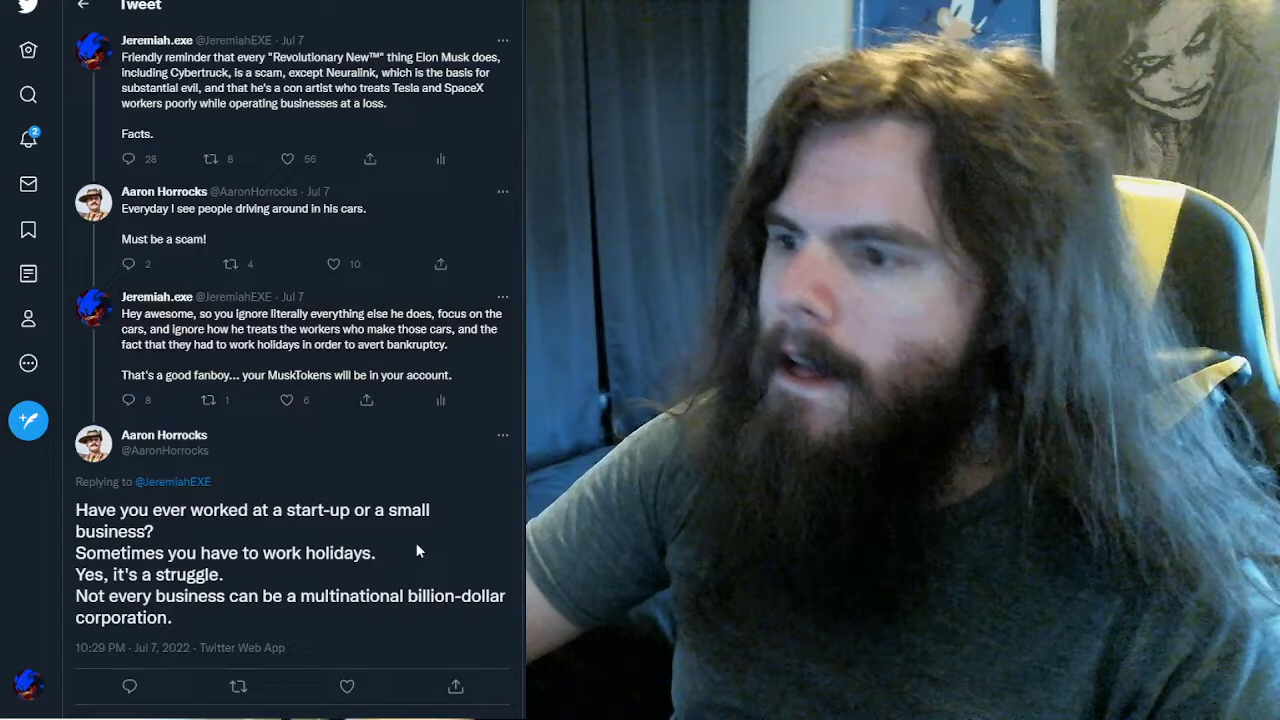 Tweet
Jeremiah.exe @JeremiahEXE · Jul 7
Friendly reminder that every "Revolutionary New™" thing Elon Musk does,
including Cybertruck, is a scam, except Neuralink, which is the basis for
substantial evil, and that he's a con artist who treats Tesla and SpaceX
workers poorly while operating businesses at a loss.
Facts.
28 8 56
Aaron Horrocks @AaronHorrocks · Jul 7
Everyday I see people driving around in his cars.
Must be a scam!
2 4 10
Jeremiah.exe @JeremiahEXE · Jul 7
Hey awesome, so you ignore literally everything else he does, focus on the
cars, and ignore how he treats the workers who make those cars, and the
fact that they had to work holidays in order to avert bankruptcy.
That's a good fanboy... your MuskTokens will be in your account.
8 1 6
Aaron Horrocks
@AaronHorrocks
Replying to @JeremiahEXE
Have you ever worked at a start-up or a small
business?
Sometimes you have to work holidays.
Yes, it's a struggle.
Not every business can be a multinational billion-dollar
corporation.
10:29 PM · Jul 7, 2022 · Twitter Web App
2